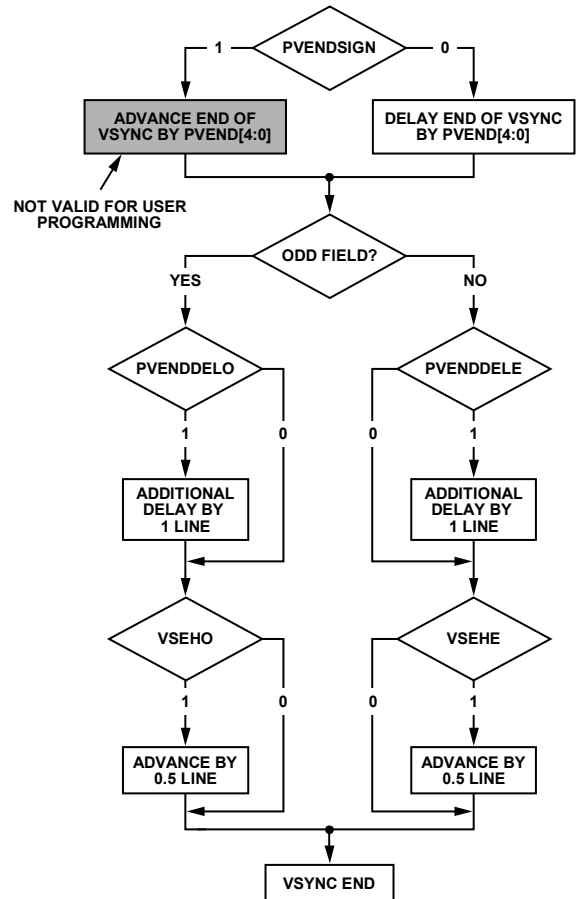 PVENDSIGN
1
0
ADVANCE END OF
VSYNC BY PVEND[4:0]
DELAY END OF VSYNC
BY PVEND[4:0]
NOT VALID FOR USER
PROGRAMMING
ODD FIELD?
YES
NO
PVENDDELO
PVENDDELE
1
0
0
1
ADDITIONAL
DELAY BY
1 LINE
ADDITIONAL
DELAY BY
1 LINE
VSEHO
VSEHE
1
0
0
1
ADVANCE BY
0.5 LINE
ADVANCE BY
0.5 LINE
VSYNC END